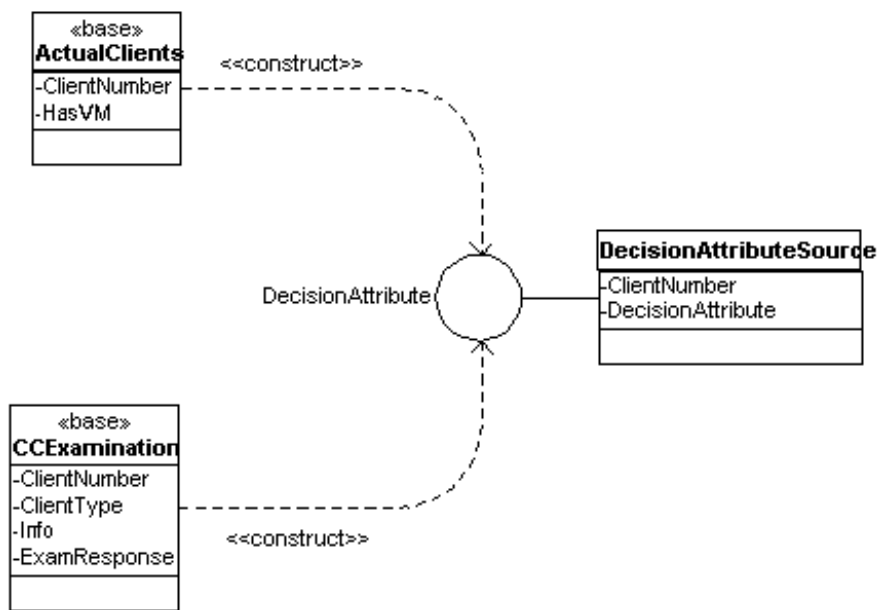 «base»
ActualClients
-ClientNumber
-HasVM
<<construct>>
DecisionAttribute
DecisionAttributeSource
-ClientNumber
-DecisionAttribute
«base»
CCExamination
-ClientNumber
-ClientType
-Info
-ExamResponse
<<construct>>